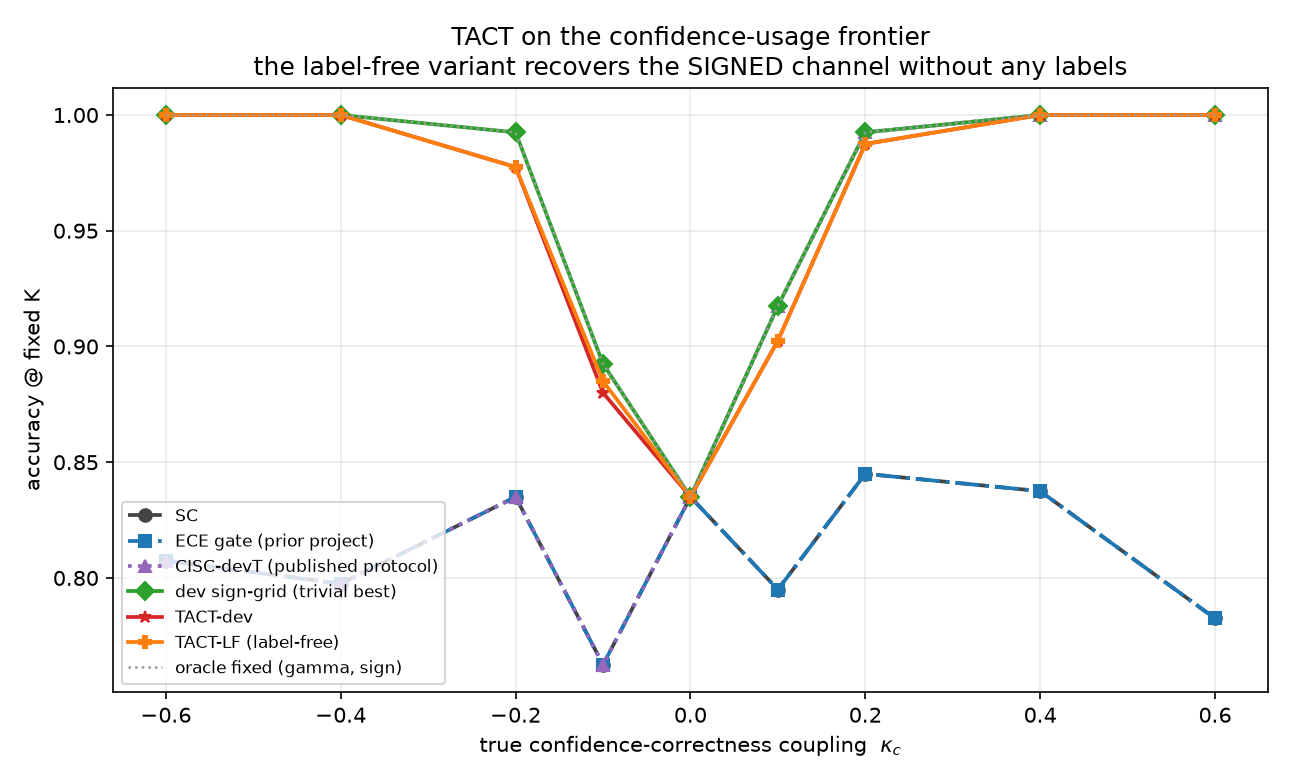 TACT on the confidence-usage frontier
the label-free variant recovers the SIGNED channel without any labels
accuracy @ fixed K
1.00
0.95
0.90
0.85
0.80
SC
ECE gate (prior project)
CISC-devT (published protocol)
dev sign-grid (trivial best)
TACT-dev
TACT-LF (label-free)
oracle fixed (gamma, sign)
−0.6
−0.4
−0.2
0.0
0.2
0.4
0.6
true confidence-correctness coupling κc